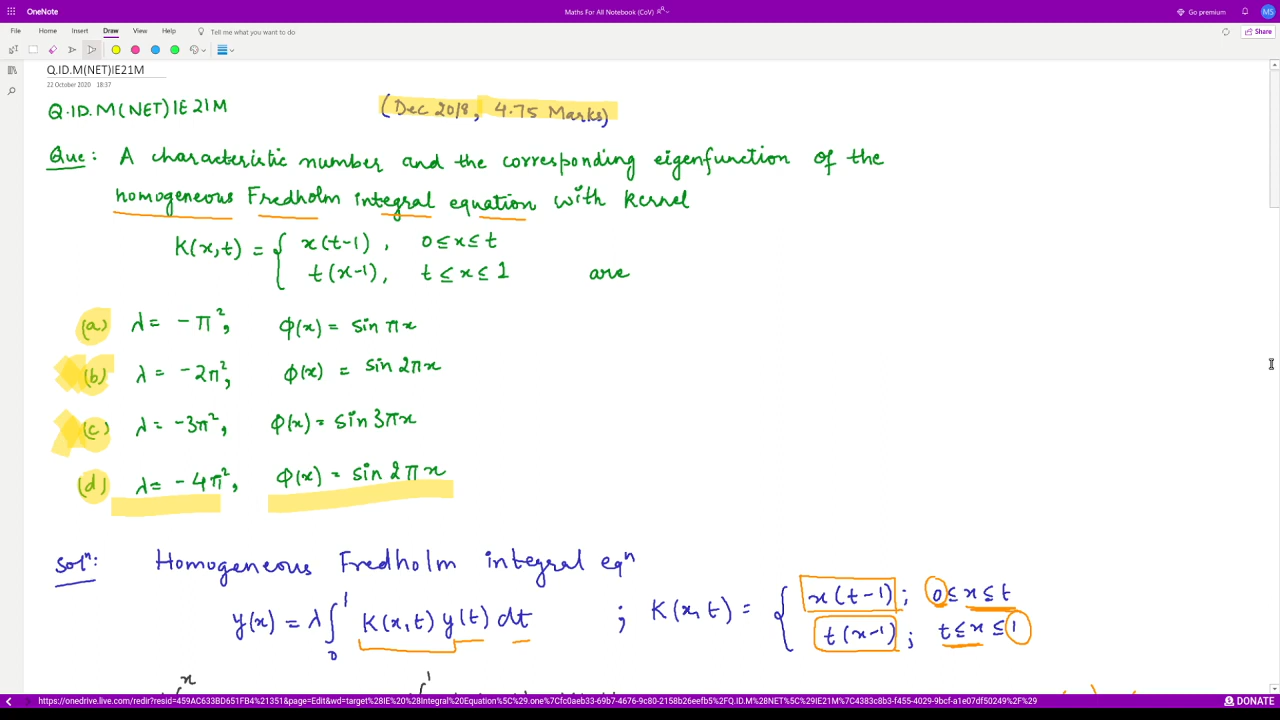 OneNote
Maths For All Notebook (CoV)
Go premium
MS
File Home Insert Draw View Help Tell me what you want to do
Share
Q.ID.M(NET)IE21M
22 October 2020 18:37
Q.ID.M(NET)IE21M (Dec 2018, 4.75 Marks)
Que: A characteristic number and the corresponding eigenfunction of the
homogeneous Fredholm integral equation with kernel
K(x,t) = { x(t-1), 0≤x≤t
t(x-1), t≤x≤1 are
(a) λ= -π², φ(x) = sin πx
(b) λ= -2π², φ(x) = sin 2πx
(c) λ= -3π², φ(x) = sin 3πx
(d) λ= -4π², φ(x) = sin 2πx
Solⁿ: Homogeneous Fredholm integral eqⁿ
y(x) = λ∫₀¹ K(x,t) y(t) dt ; K(x,t) = { x(t-1) ; 0≤x≤t
t(x-1) ; t≤x≤1
x 1
DONATE